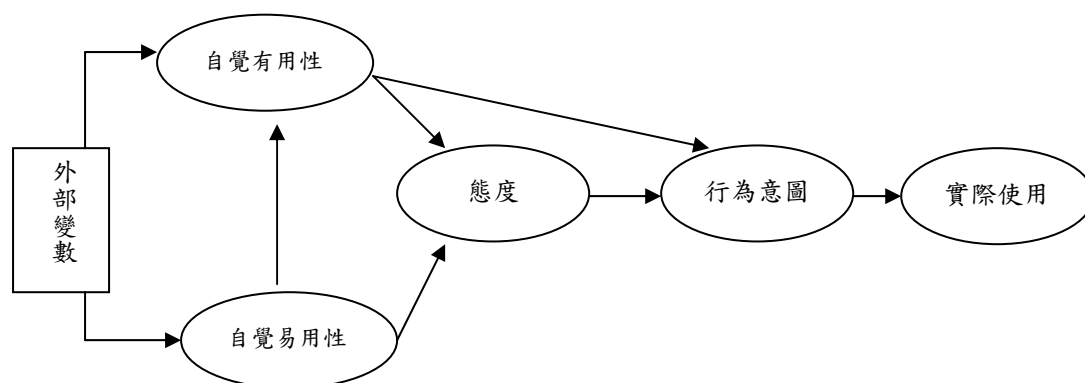 自覺有用性
外部變數
態度
行為意圖
實際使用
自覺易用性